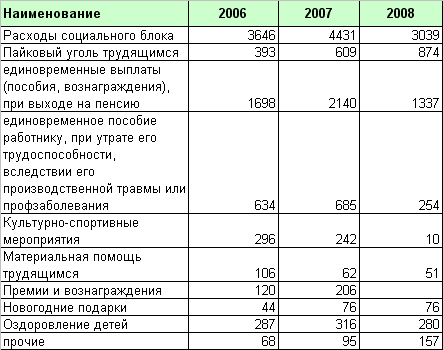 Наименование 2006 2007 2008
Расходы социального блока 3646 4431 3039
Пайковый уголь трудящимся 393 609 874
единовременные выплаты
(пособия, вознаграждения),
при выходе на пенсию 1698 2140 1337
единовременное пособие
работнику, при утрате его
трудоспособности,
вследствии его
производственной травмы или
профзаболевания 634 685 254
Культурно-спортивные
мероприятия 296 242 10
Материальная помощь
трудящимся 106 62 51
Премии и вознаграждения 120 206
Новогодние подарки 44 76 76
Оздоровление детей 287 316 280
прочие 68 95 157